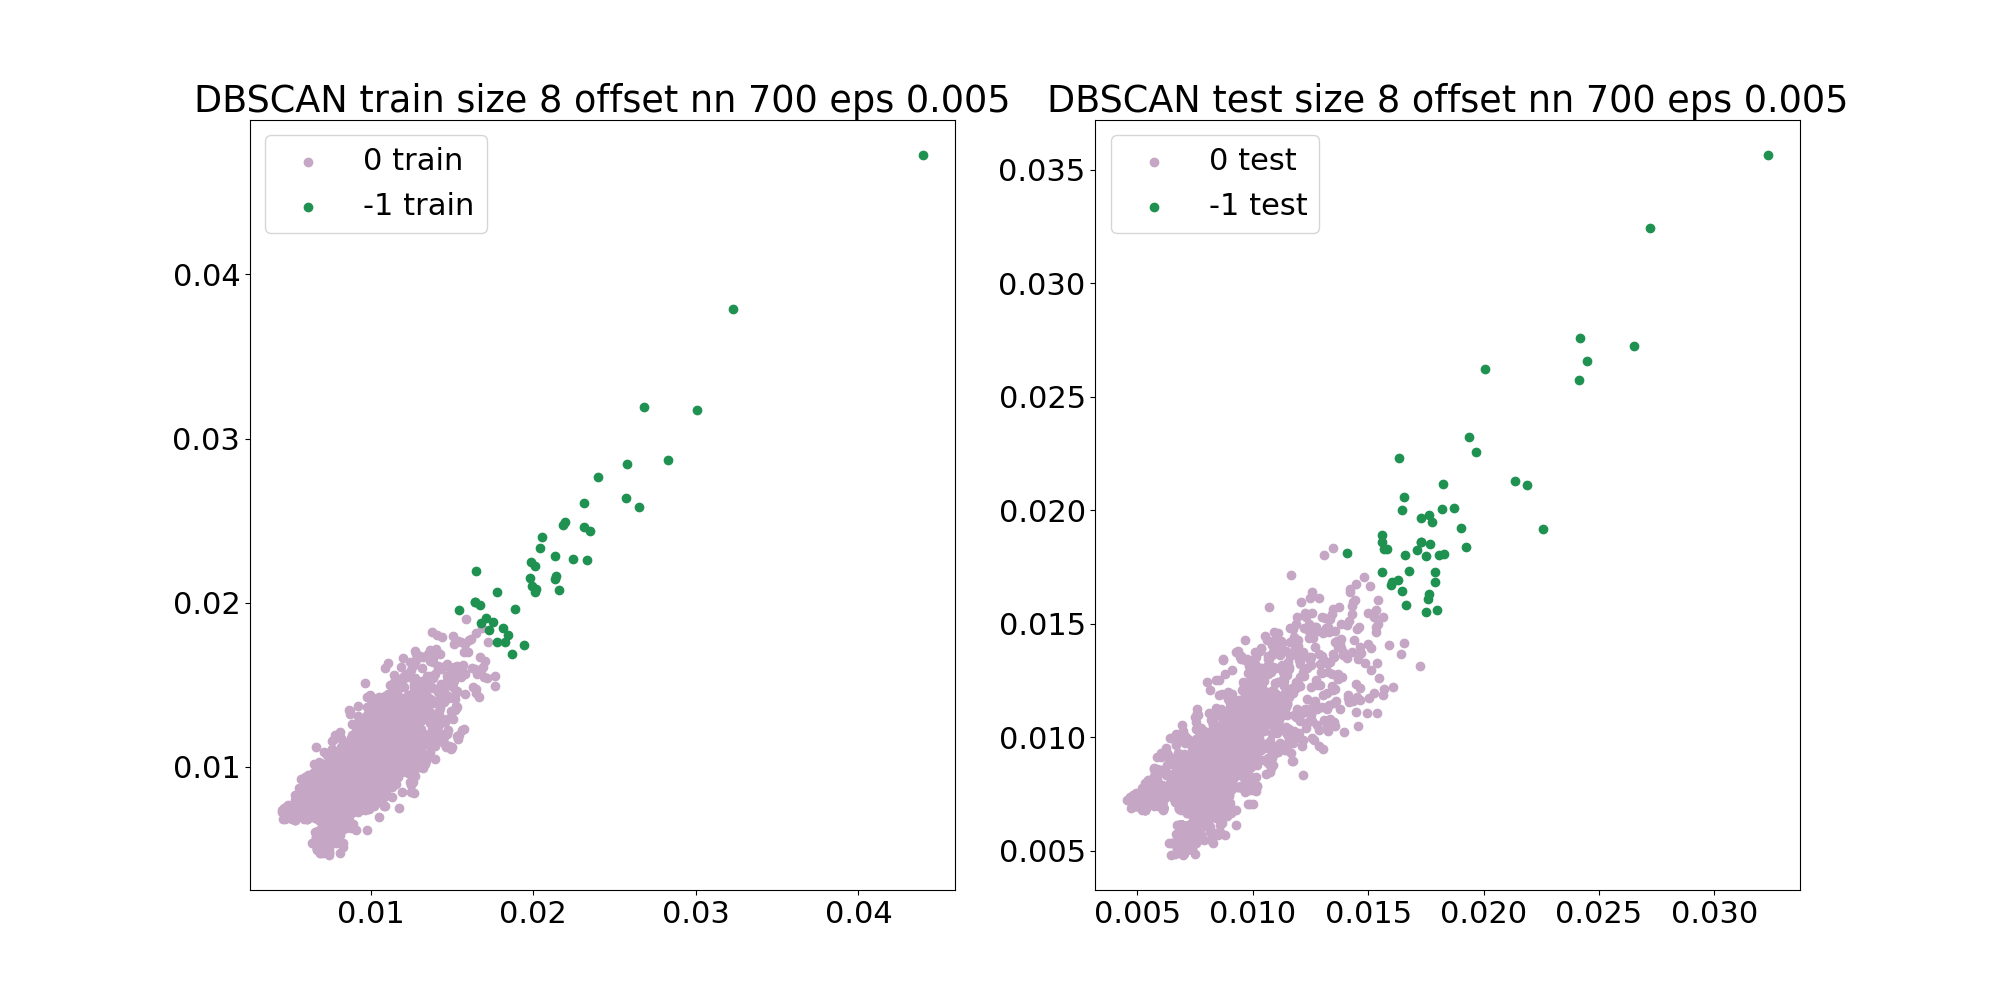 DBSCAN train size 8 offset nn 700 eps 0.005
0 train
-1 train
0.04
0.03
0.02
0.01
0.01 0.02 0.03 0.04
DBSCAN test size 8 offset nn 700 eps 0.005
0 test
-1 test
0.035
0.030
0.025
0.020
0.015
0.010
0.005
0.005 0.010 0.015 0.020 0.025 0.030